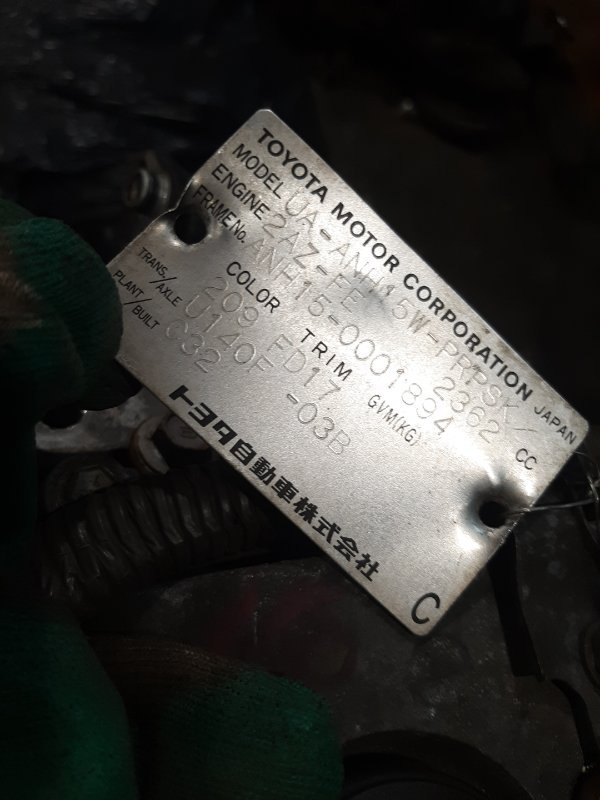 TOYOTA MOTOR CORPORATION JAPAN
MODEL UA-ANH15W-PRPSK/
ENGINE 2AZ-FE 2362 CC
FRAME No. ANH15-0001894
COLOR TRIM GVM(KG)
209 FD17
TRANS./AXLE U140F -03B
PLANT/BUILT C32
トヨタ自動車株式会社
C